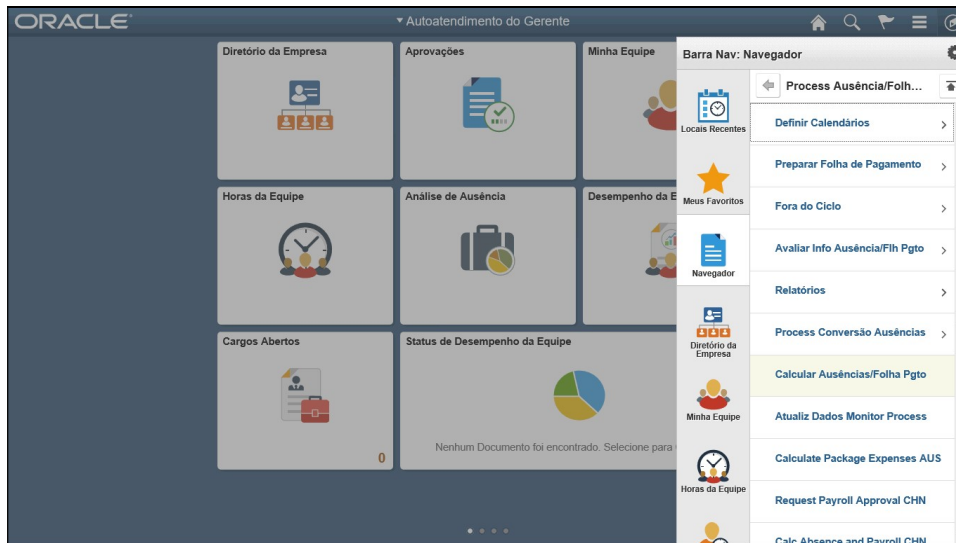 ORACLE
Autoatendimento do Gerente
Diretório da Empresa
Aprovações
Minha Equipe
Horas da Equipe
Análise de Ausência
Desempenho da E
Cargos Abertos
0
Status de Desempenho da Equipe
Nenhum Documento foi encontrado. Selecione para
Barra Nav: Navegador
Locais Recentes
Meus Favoritos
Navegador
Diretório da
Empresa
Minha Equipe
Horas da Equipe
Process Ausência/Folh...
Definir Calendários
Preparar Folha de Pagamento
Fora do Ciclo
Avaliar Info Ausência/Flh Pgto
Relatórios
Process Conversão Ausências
Calcular Ausências/Folha Pgto
Atualiz Dados Monitor Process
Calculate Package Expenses AUS
Request Payroll Approval CHN
Calc Absence and Payroll CHN